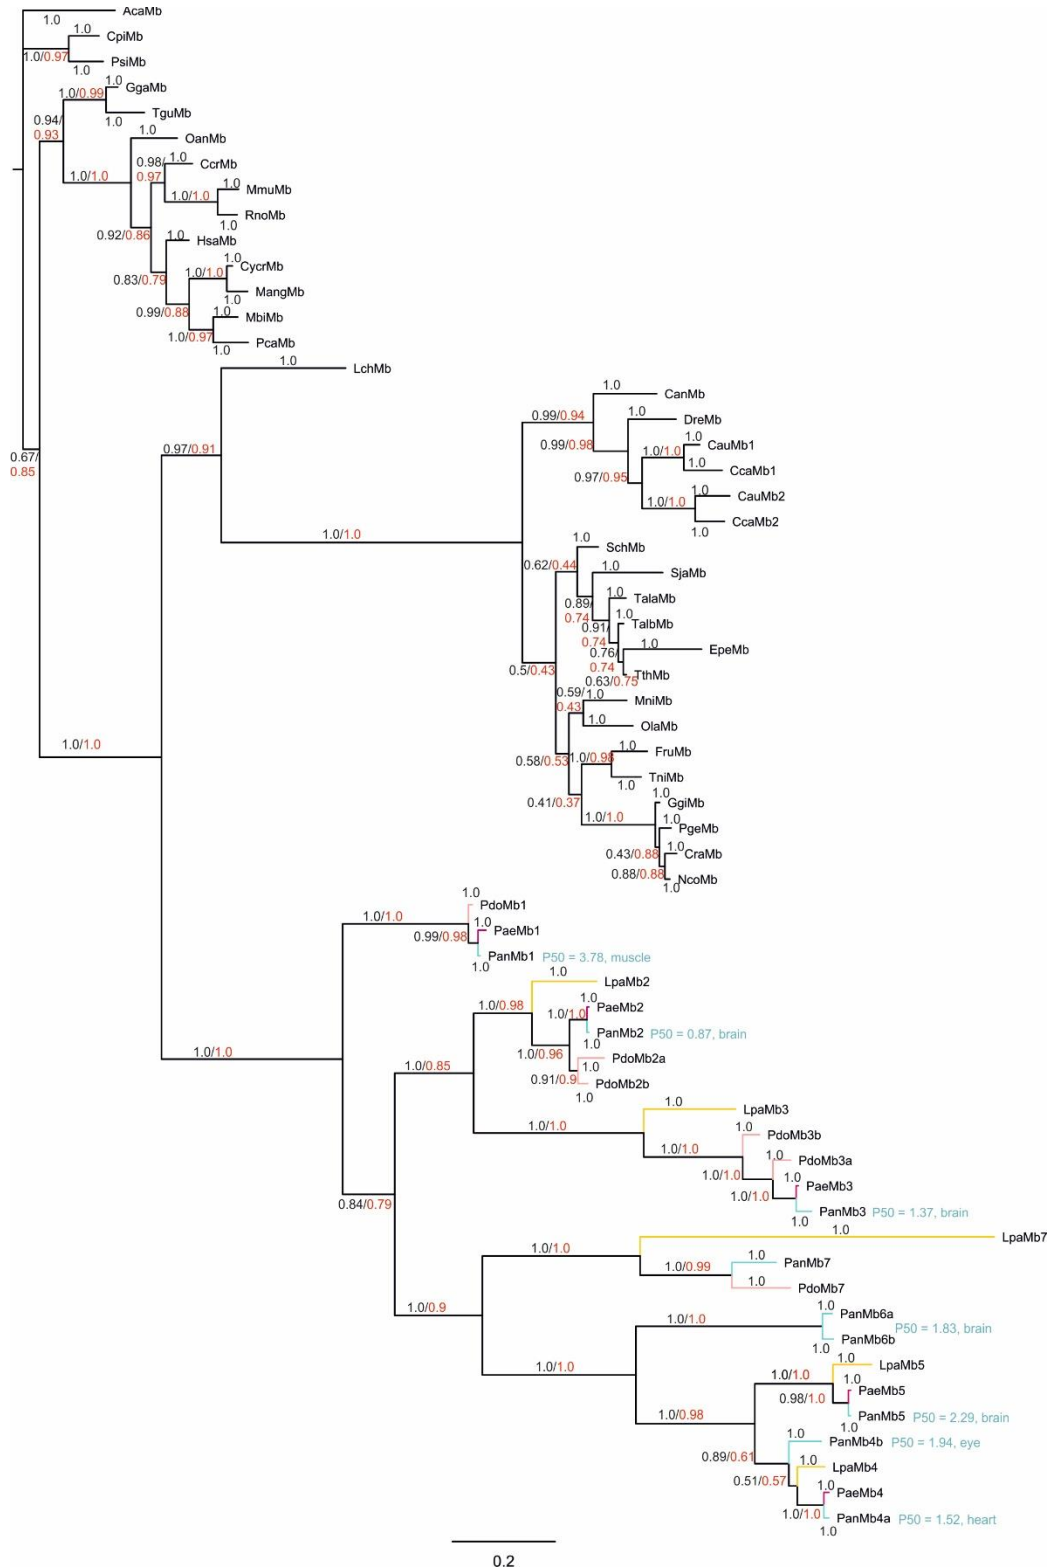 AcaMb
1.0
CpiMb
1.0/0.97
PsiMb
1.0
1.0
GgaMb
1.0/0.99
TguMb
0.94/
0.93
1.0
1.0
OanMb
0.98/
0.97
1.0
CcrMb
1.0/1.0
1.0
MmuMb
1.0/1.0
RnoMb
1.0
0.92/0.86
1.0
HsaMb
1.0
CycrMb
0.83/0.79
1.0/1.0
MangMb
1.0
0.99/0.88
1.0
MbiMb
1.0/0.97
PcaMb
1.0
1.0
LchMb
1.0
CanMb
0.99/0.94
1.0
DreMb
0.97/0.91
0.99/0.98
1.0
CauMb1
0.67/
0.85
1.0/1.0
CcaMb1
1.0
0.97/0.95
1.0
CauMb2
1.0/1.0
CcaMb2
1.0
1.0/1.0
1.0
SchMb
0.62/0.44
1.0
SjaMb
0.89/
0.74
1.0
TalaMb
0.91/
0.74
1.0
TalbMb
0.76/
0.74
1.0
EpeMb
0.5/0.43
0.63/0.75
TthMb
0.59/
0.43
1.0
MniMb
1.0
OlaMb
1.0/1.0
0.58/0.53
1.0/0.98
1.0
FruMb
TniMb
1.0
0.41/0.37
1.0
GgiMb
1.0/1.0
1.0
PgeMb
0.43/0.88
1.0
CraMb
0.88/0.88
NcoMb
1.0
1.0
PdoMb1
1.0/1.0
1.0
PaeMb1
0.99/0.98
PanMb1 P50 = 3.78, muscle
1.0
1.0
LpaMb2
1.0/0.98
1.0
PaeMb2
1.0/1.0
PanMb2 P50 = 0.87, brain
1.0
1.0/1.0
1.0/0.96
PdoMb2a
1.0
1.0/0.85
0.91/0.9
PdoMb2b
1.0
1.0
LpaMb3
1.0/1.0
1.0
PdoMb3b
1.0/1.0
1.0
PdoMb3a
1.0/1.0
1.0
PaeMb3
1.0/1.0
0.84/0.79
PanMb3 P50 = 1.37, brain
1.0
1.0
LpaMb7
1.0/1.0
1.0
PanMb7
1.0/0.99
1.0
PdoMb7
1.0/0.9
1.0
PanMb6a
1.0/1.0
P50 = 1.83, brain
PanMb6b
1.0
1.0
LpaMb5
1.0/1.0
1.0/1.0
1.0
PaeMb5
0.98/1.0
1.0/0.98
PanMb5 P50 = 2.29, brain
1.0
1.0
PanMb4b P50 = 1.94, eye
0.89/0.61
1.0
LpaMb4
0.51/0.57
1.0
PaeMb4
1.0/1.0
PanMb4a P50 = 1.52, heart
1.0
0.2